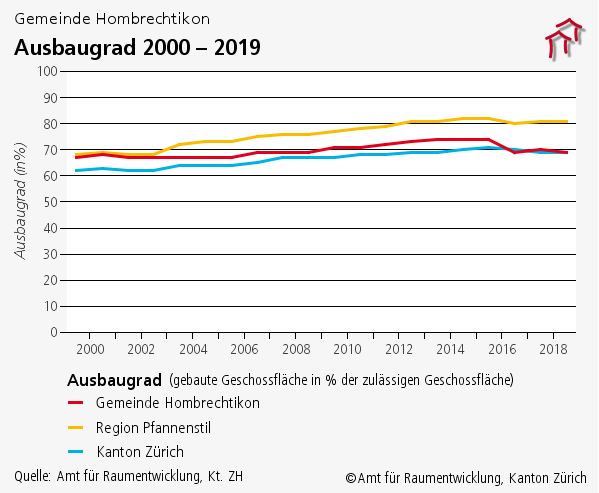 Gemeinde Hombrechtikon
Ausbaugrad 2000 – 2019
Ausbaugrad (in%)
100
90
80
70
60
50
40
30
20
10
0
2000 2002 2004 2006 2008 2010 2012 2014 2016 2018
Ausbaugrad (gebaute Geschossfläche in % der zulässigen Geschossfläche)
Gemeinde Hombrechtikon
Region Pfannenstil
Kanton Zürich
Quelle: Amt für Raumentwicklung, Kt. ZH ©Amt für Raumentwicklung, Kanton Zürich